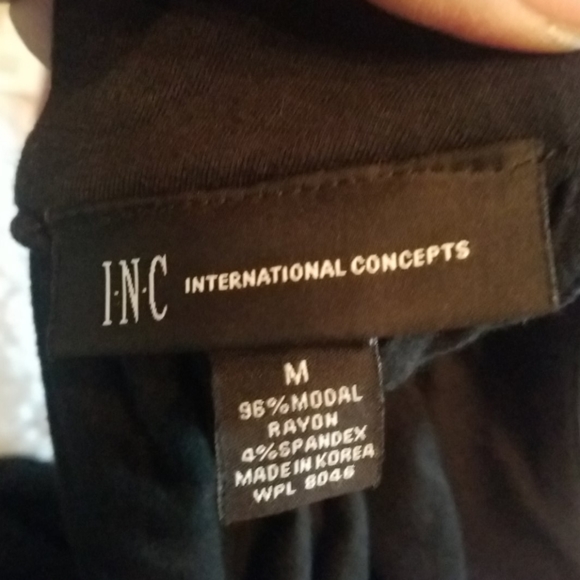 I·N·C INTERNATIONAL CONCEPTS
M
96%MODAL
RAYON
4%SPANDEX
MADE IN KOREA
WPL 8046